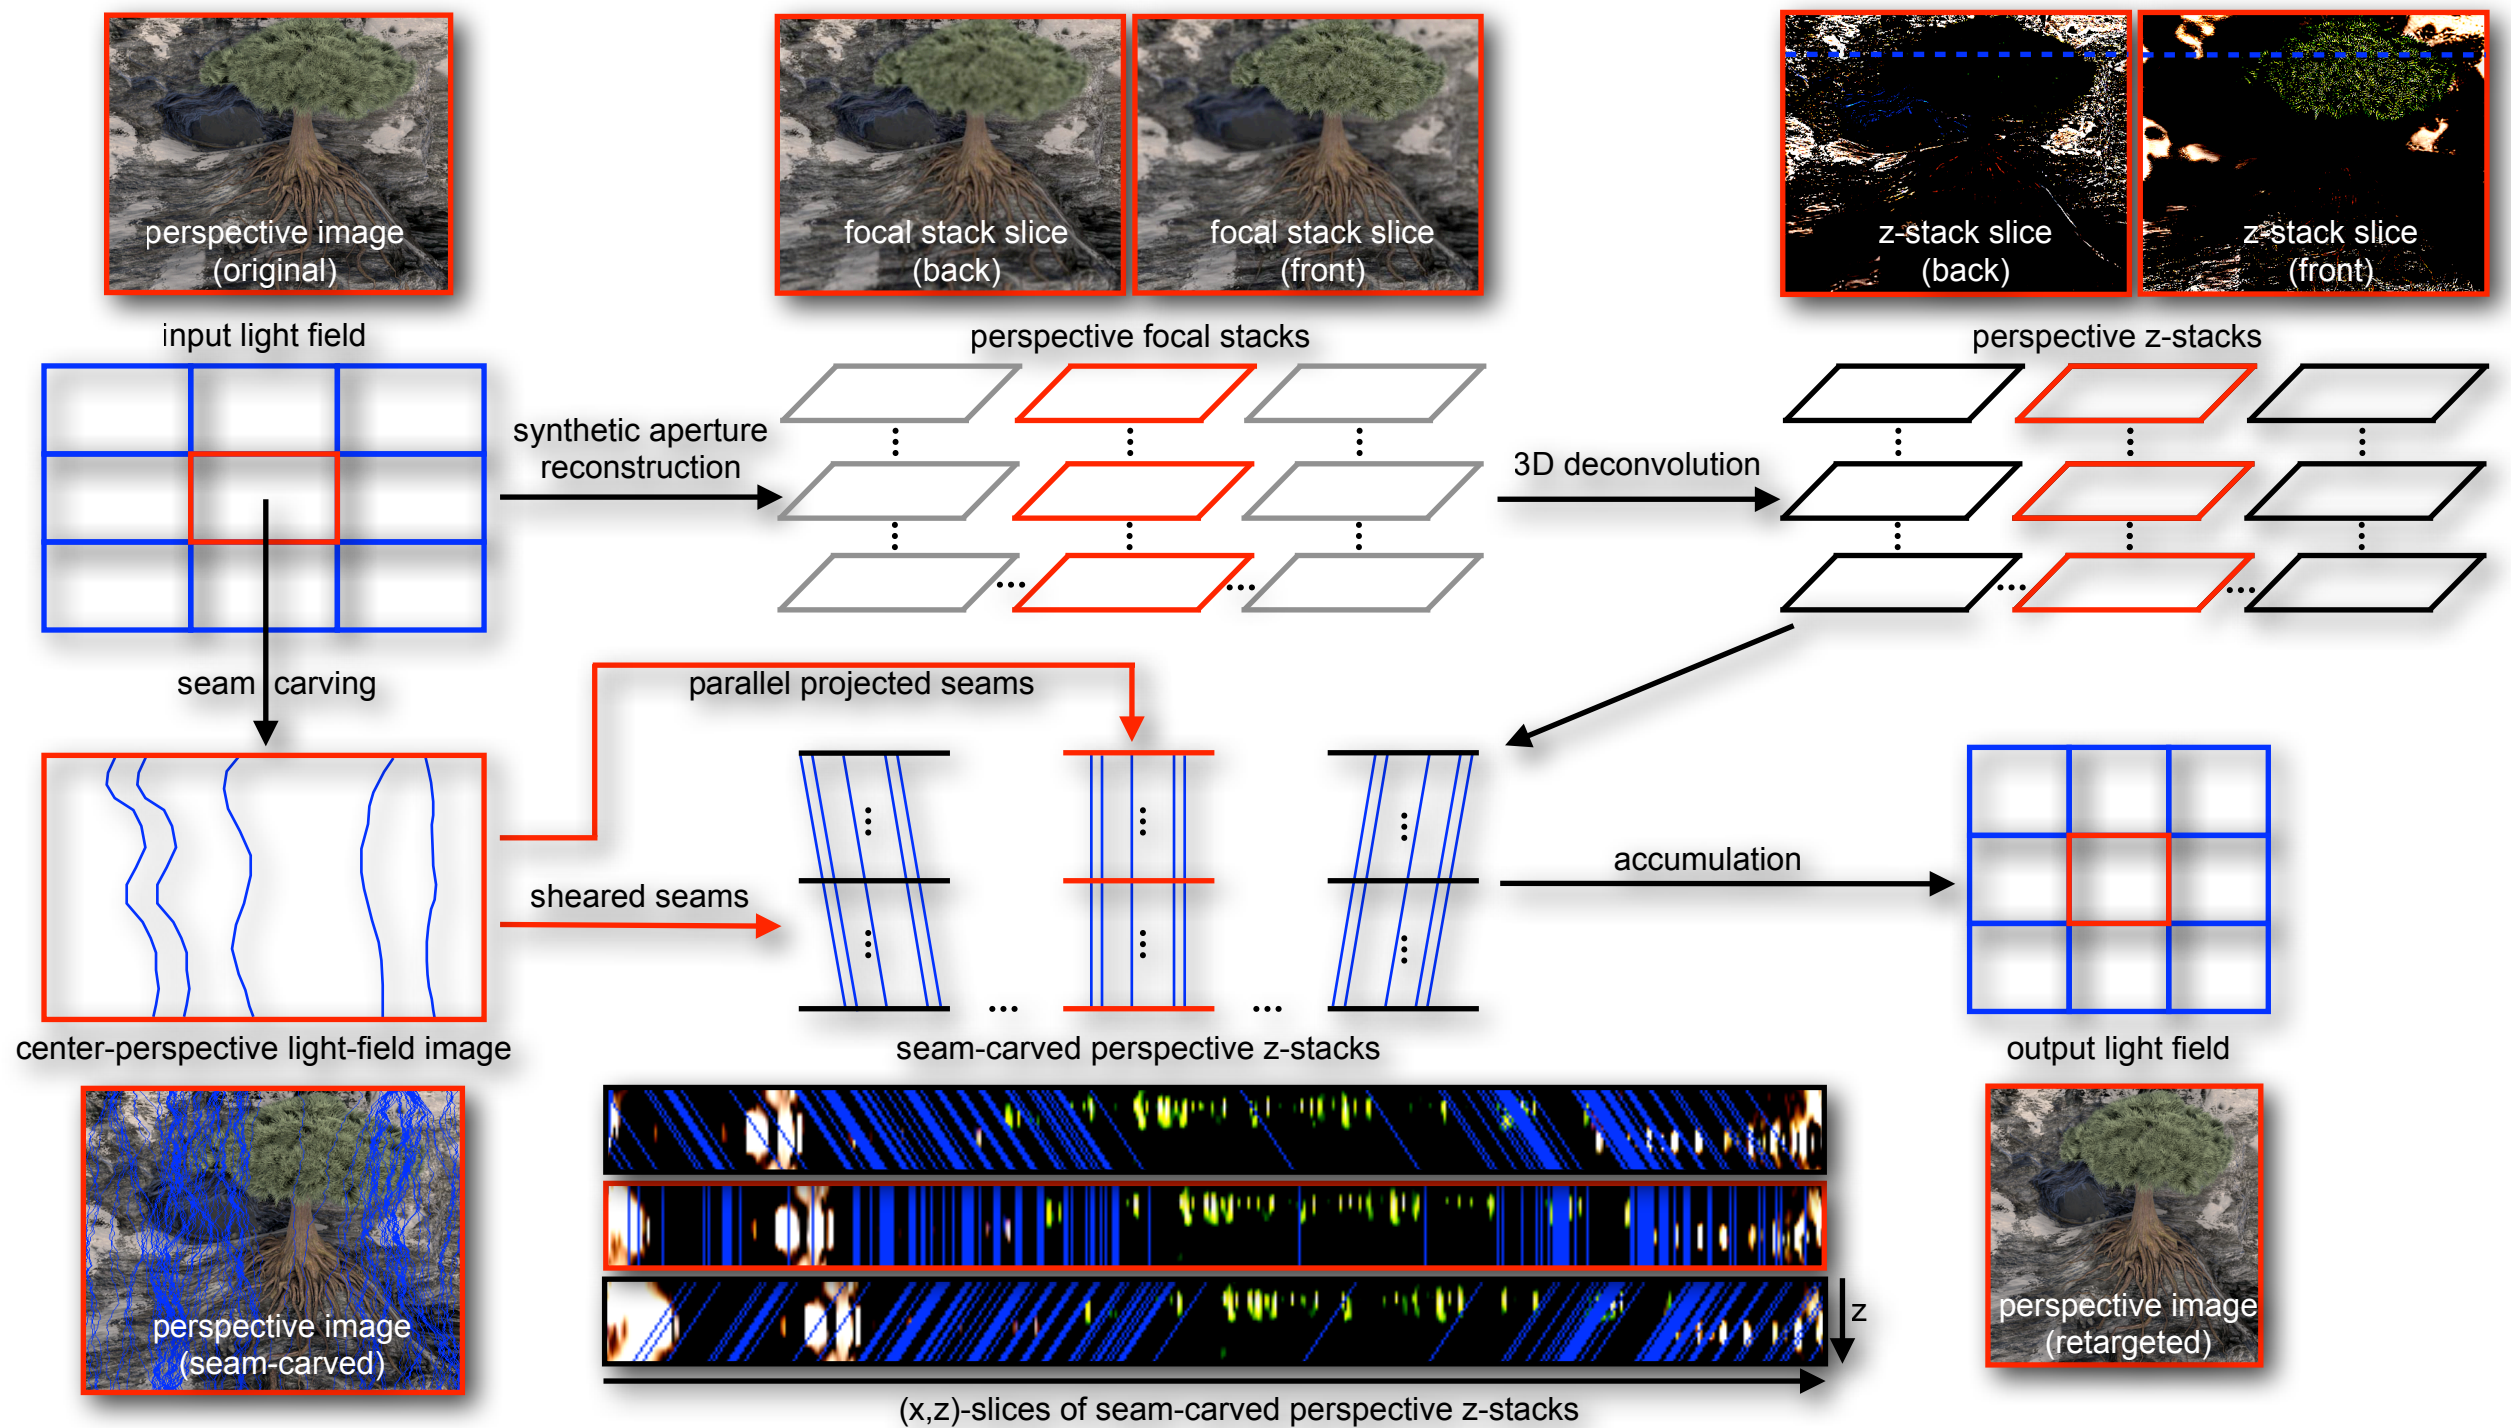 perspective image
(original)
focal stack slice
(back)
focal stack slice
(front)
z-stack slice
(back)
z-stack slice
(front)
input light field
perspective focal stacks
perspective z-stacks
synthetic aperture
reconstruction
3D deconvolution
seam carving
parallel projected seams
sheared seams
accumulation
center-perspective light-field image
seam-carved perspective z-stacks
output light field
perspective image
(seam-carved)
z
perspective image
(retargeted)
(x,z)-slices of seam-carved perspective z-stacks